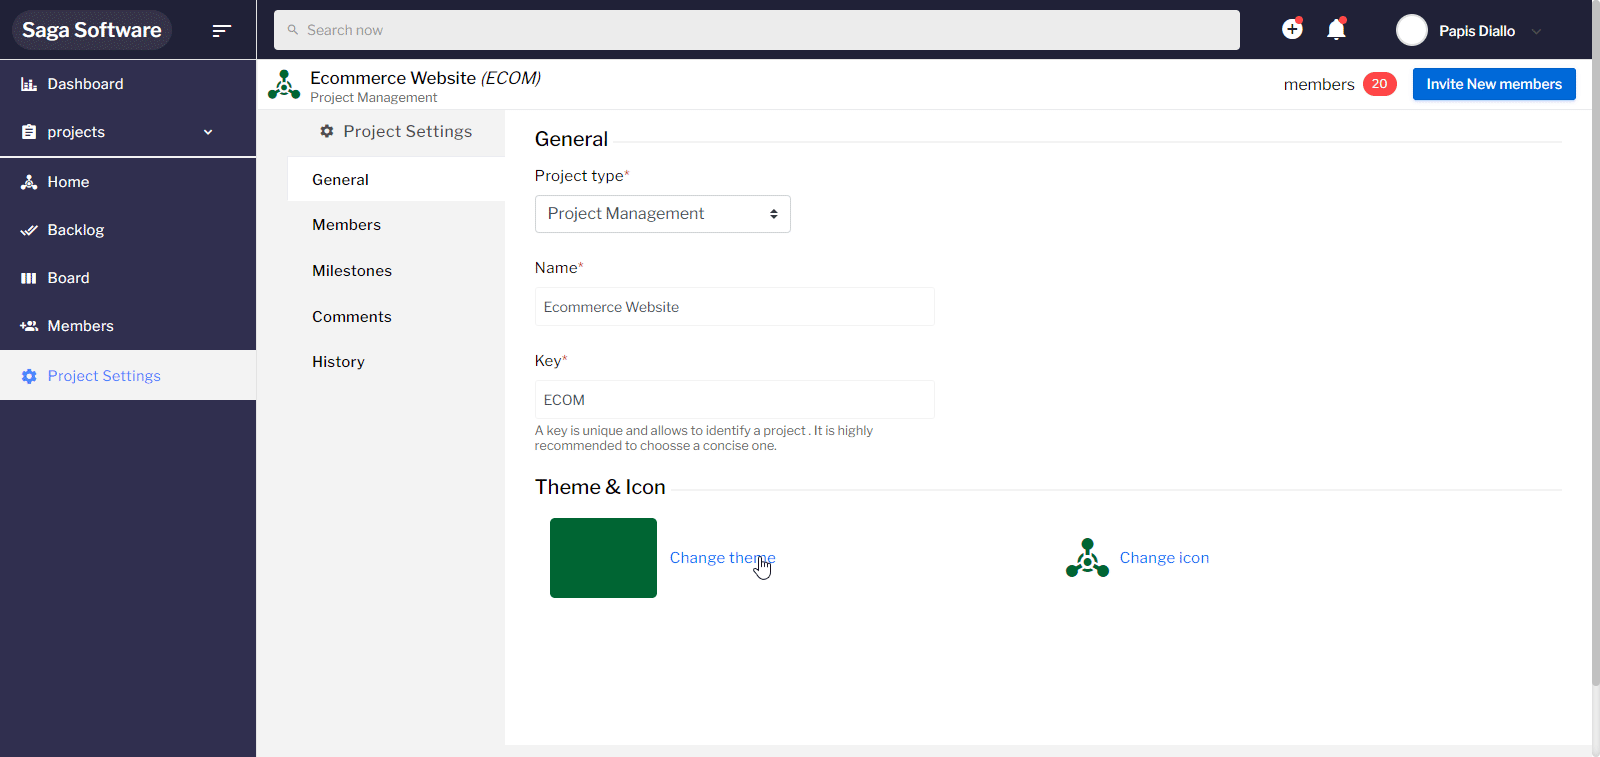 Saga Software
Search now
Papis Diallo
Dashboard
projects
Home
Backlog
Board
Members
Project Settings
Ecommerce Website (ECOM)
Project Management
members 20
Invite New members
Project Settings
General
Members
Milestones
Comments
History
General
Project type*
Project Management
Name*
Ecommerce Website
Key*
ECOM
A key is unique and allows to identify a project . It is highly
recommended to choosse a concise one.
Theme & Icon
Change theme
Change icon